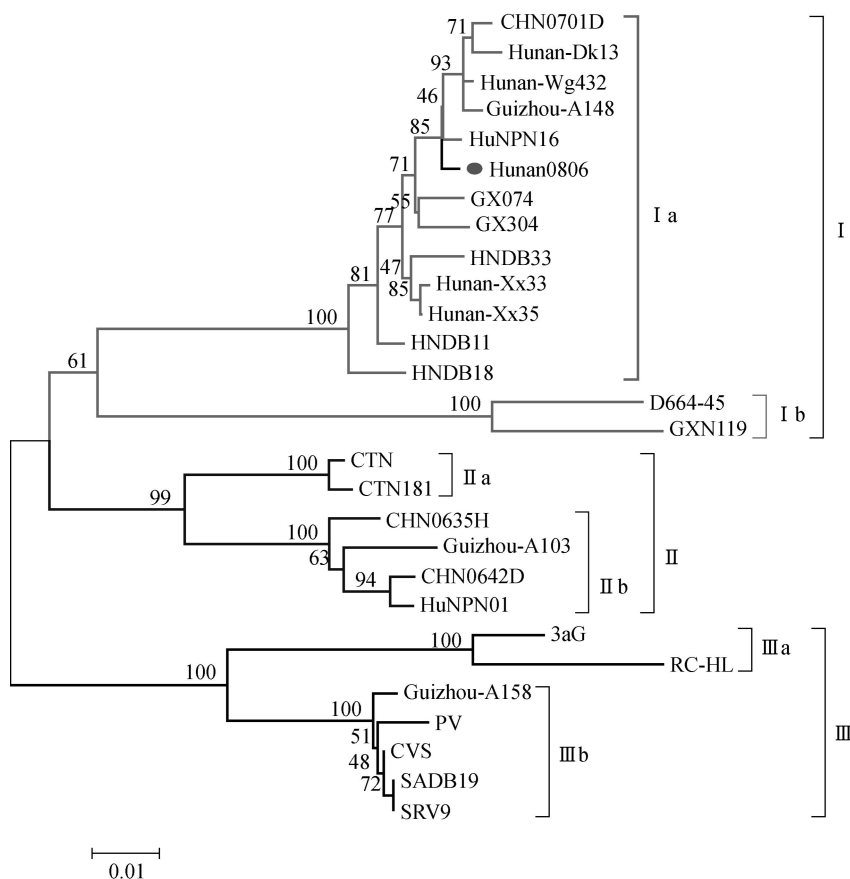 71
CHN0701D
Hunan-Dk13
93
Hunan-Wg432
46
Guizhou-A148
85
HuNPN16
71
Hunan0806
55
GX074
77
GX304
Ⅰa
Ⅰ
47
HNDB33
81
85
Hunan-Xx33
Hunan-Xx35
100
HNDB11
61
HNDB18
100
D664-45
GXN119
Ⅰb
100
CTN
CTN181
Ⅱa
99
100
CHN0635H
63
Guizhou-A103
94
CHN0642D
HuNPN01
Ⅱb
Ⅱ
100
3aG
RC-HL
Ⅲa
100
100
Guizhou-A158
51
PV
48
CVS
72
SADB19
SRV9
Ⅲb
Ⅲ
0.01